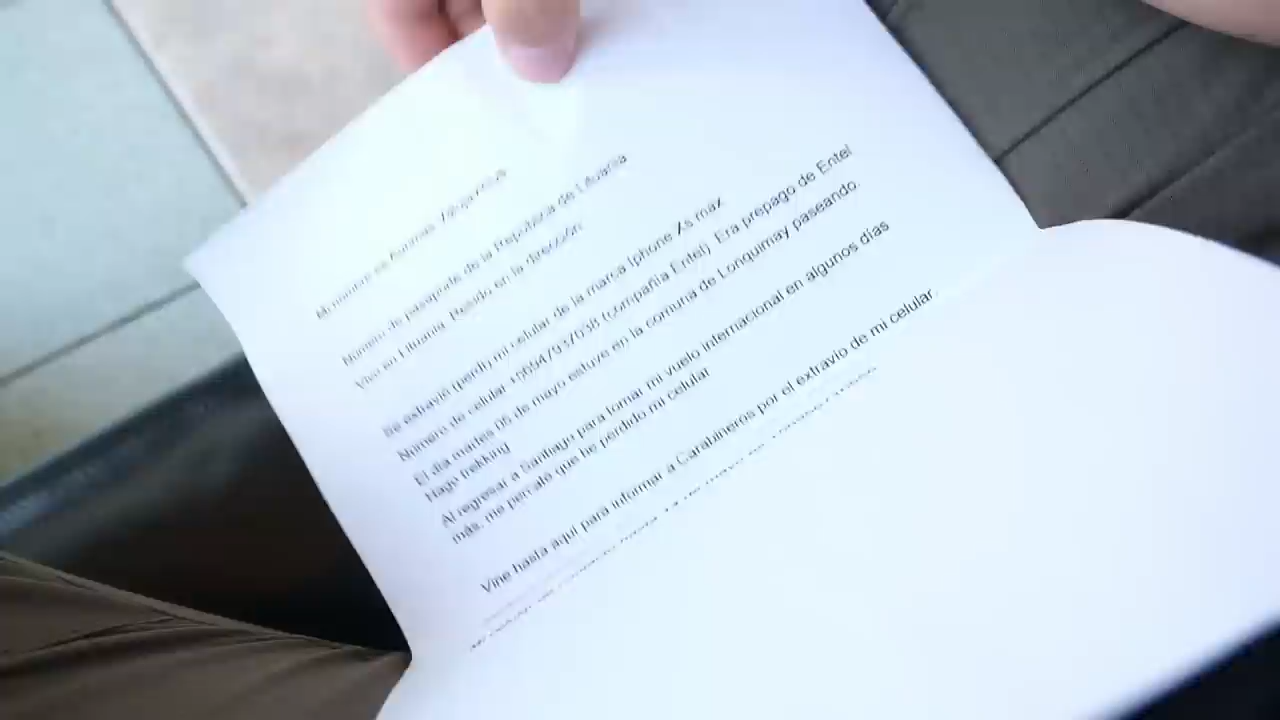 Mi nombre es
Número de pasaporte de la República de Lituania
Vivo en Lituania. Resido en la dirección:
Se extravió (perdí) mi celular de la marca Iphone Xs max
Número de celular (compañía Entel) Era prepago de Entel
El día martes 06 de mayo estuve en la comuna de Lonquimay paseando.
Hago trekking
Al regresar a Santiago para tomar mi vuelo internacional en algunos días
más, me percaté que he perdido mi celular
Vine hasta aquí para informar a Carabineros por el extravío de mi celular.